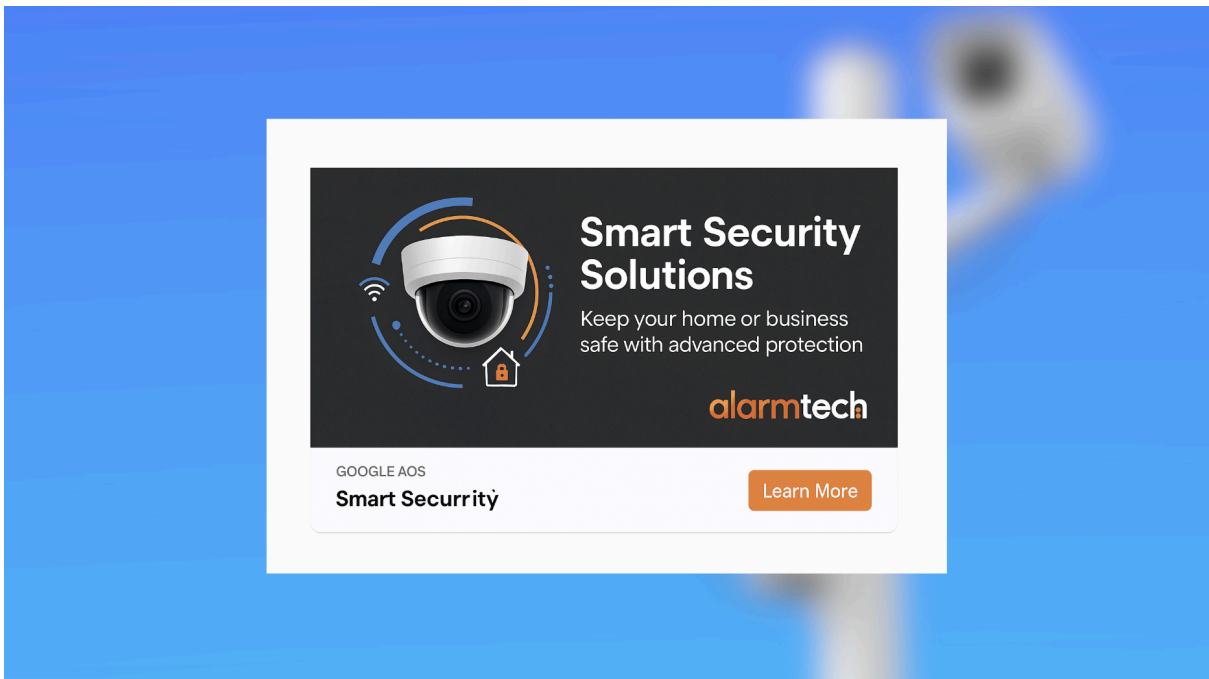 Smart Security
Solutions
Keep your home or business
safe with advanced protection
alarmtech
GOOGLE AOS
Smart Securrity
Learn More